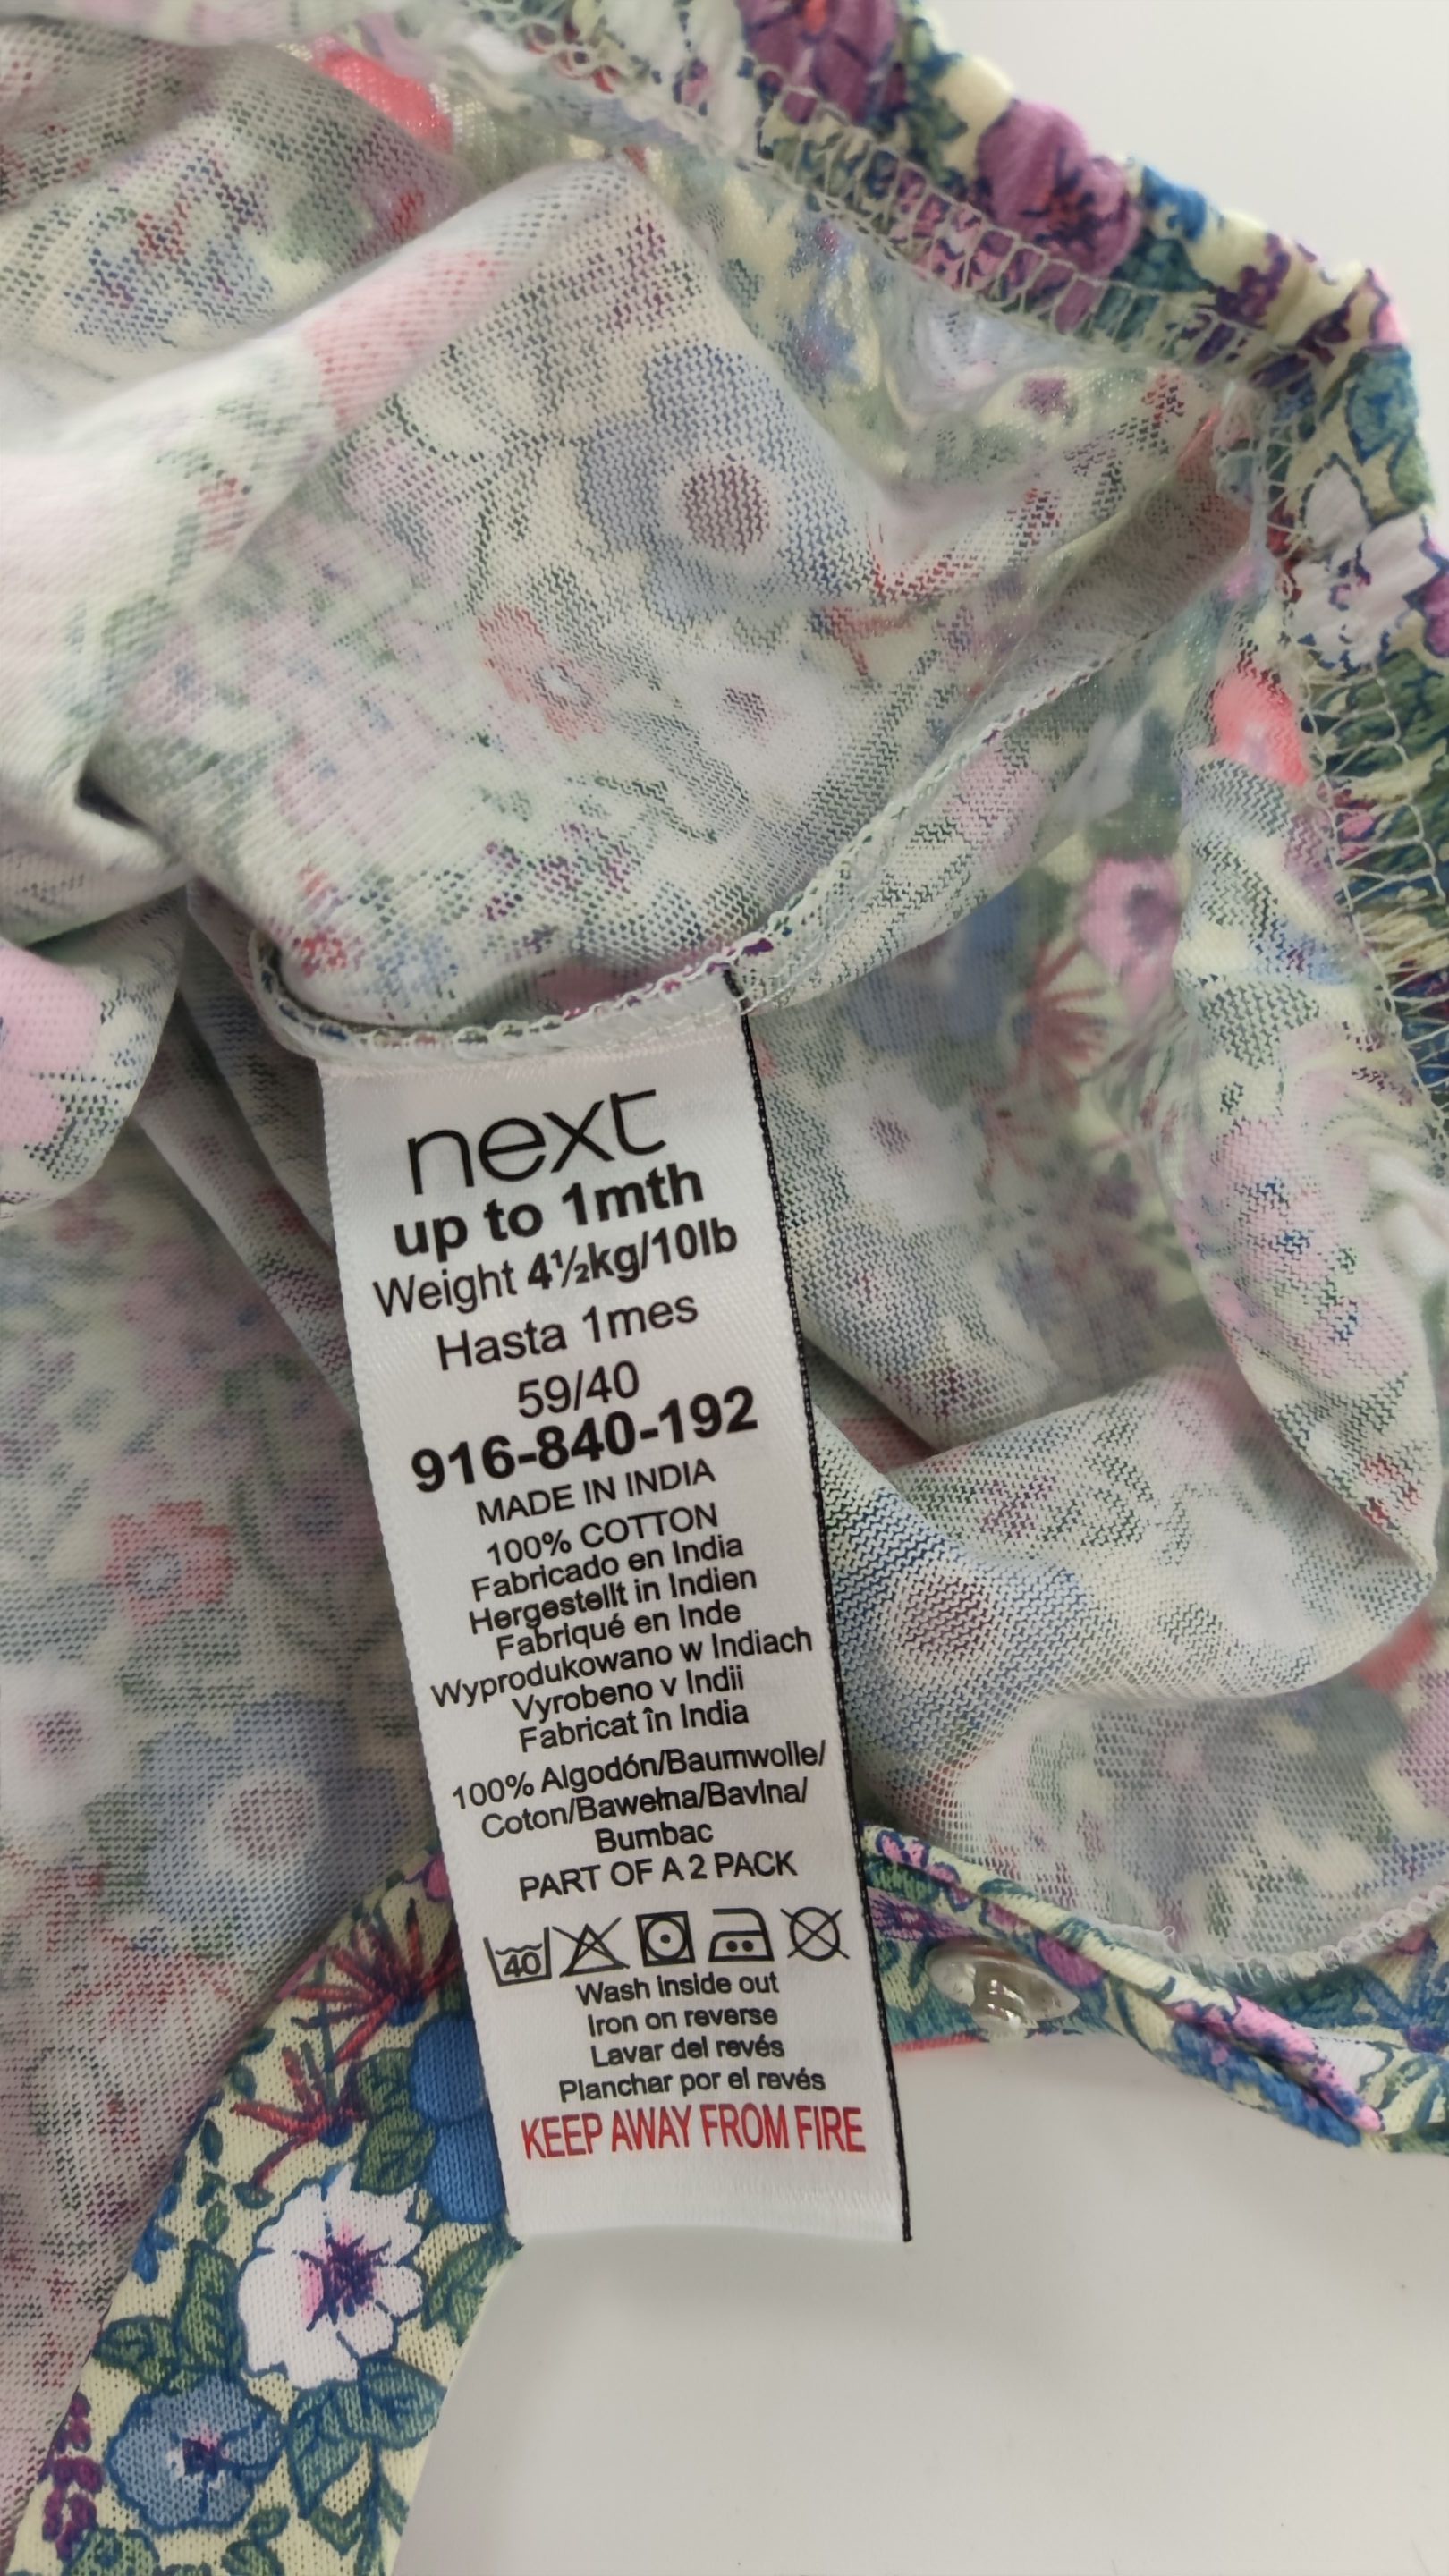 next
up to 1mth
Weight 4½kg/10lb
Hasta 1mes
59/40
916-840-192
MADE IN INDIA
100% COTTON
Fabricado en India
Hergestellt in Indien
Fabriqué en Inde
Wyprodukowano w Indiach
Vyrobeno v Indii
Fabricat în India
100% Algodón/Baumwolle/
Coton/Bawełna/Bavlna/
Bumbac
PART OF A 2 PACK
40
Wash inside out
Iron on reverse
Lavar del revés
Planchar por el revés
KEEP AWAY FROM FIRE